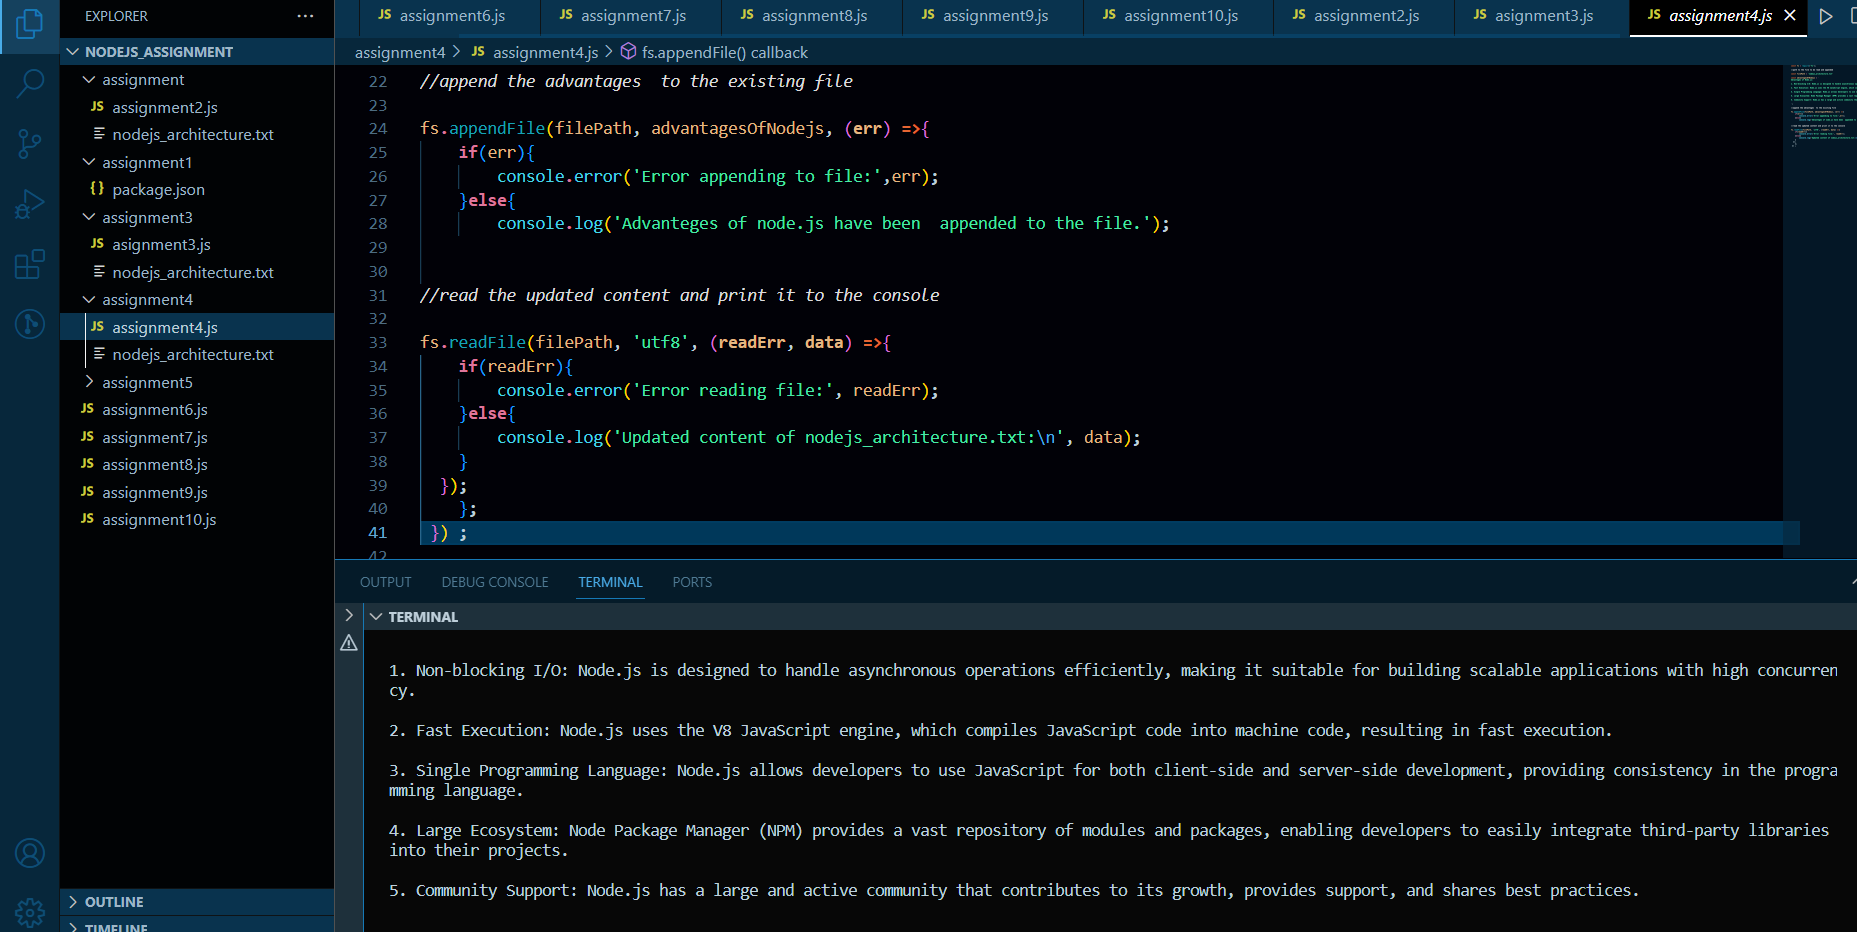 EXPLORER ...
JS assignment6.js JS assignment7.js JS assignment8.js JS assignment9.js JS assignment10.js JS assignment2.js JS asignment3.js JS assignment4.js
NODEJS_ASSIGNMENT
assignment
JS assignment2.js
nodejs_architecture.txt
assignment1
{} package.json
assignment3
JS asignment3.js
nodejs_architecture.txt
assignment4
JS assignment4.js
nodejs_architecture.txt
assignment5
JS assignment6.js
JS assignment7.js
JS assignment8.js
JS assignment9.js
JS assignment10.js
OUTLINE
TIMELINE
assignment4 > JS assignment4.js > fs.appendFile() callback
22 //append the advantages  to the existing file
23
24 fs.appendFile(filePath, advantagesOfNodejs, (err) =>{
25     if(err){
26         console.error('Error appending to file:',err);
27     }else{
28         console.log('Advanteges of node.js have been  appended to the file.');
29
30
31 //read the updated content and print it to the console
32
33 fs.readFile(filePath, 'utf8', (readErr, data) =>{
34     if(readErr){
35         console.error('Error reading file:', readErr);
36     }else{
37         console.log('Updated content of nodejs_architecture.txt:\n', data);
38     }
39   });
40     };
41  }) ;
42
OUTPUT DEBUG CONSOLE TERMINAL PORTS
TERMINAL
1. Non-blocking I/O: Node.js is designed to handle asynchronous operations efficiently, making it suitable for building scalable applications with high concurren
cy.
2. Fast Execution: Node.js uses the V8 JavaScript engine, which compiles JavaScript code into machine code, resulting in fast execution.
3. Single Programming Language: Node.js allows developers to use JavaScript for both client-side and server-side development, providing consistency in the progra
mming language.
4. Large Ecosystem: Node Package Manager (NPM) provides a vast repository of modules and packages, enabling developers to easily integrate third-party libraries
into their projects.
5. Community Support: Node.js has a large and active community that contributes to its growth, provides support, and shares best practices.